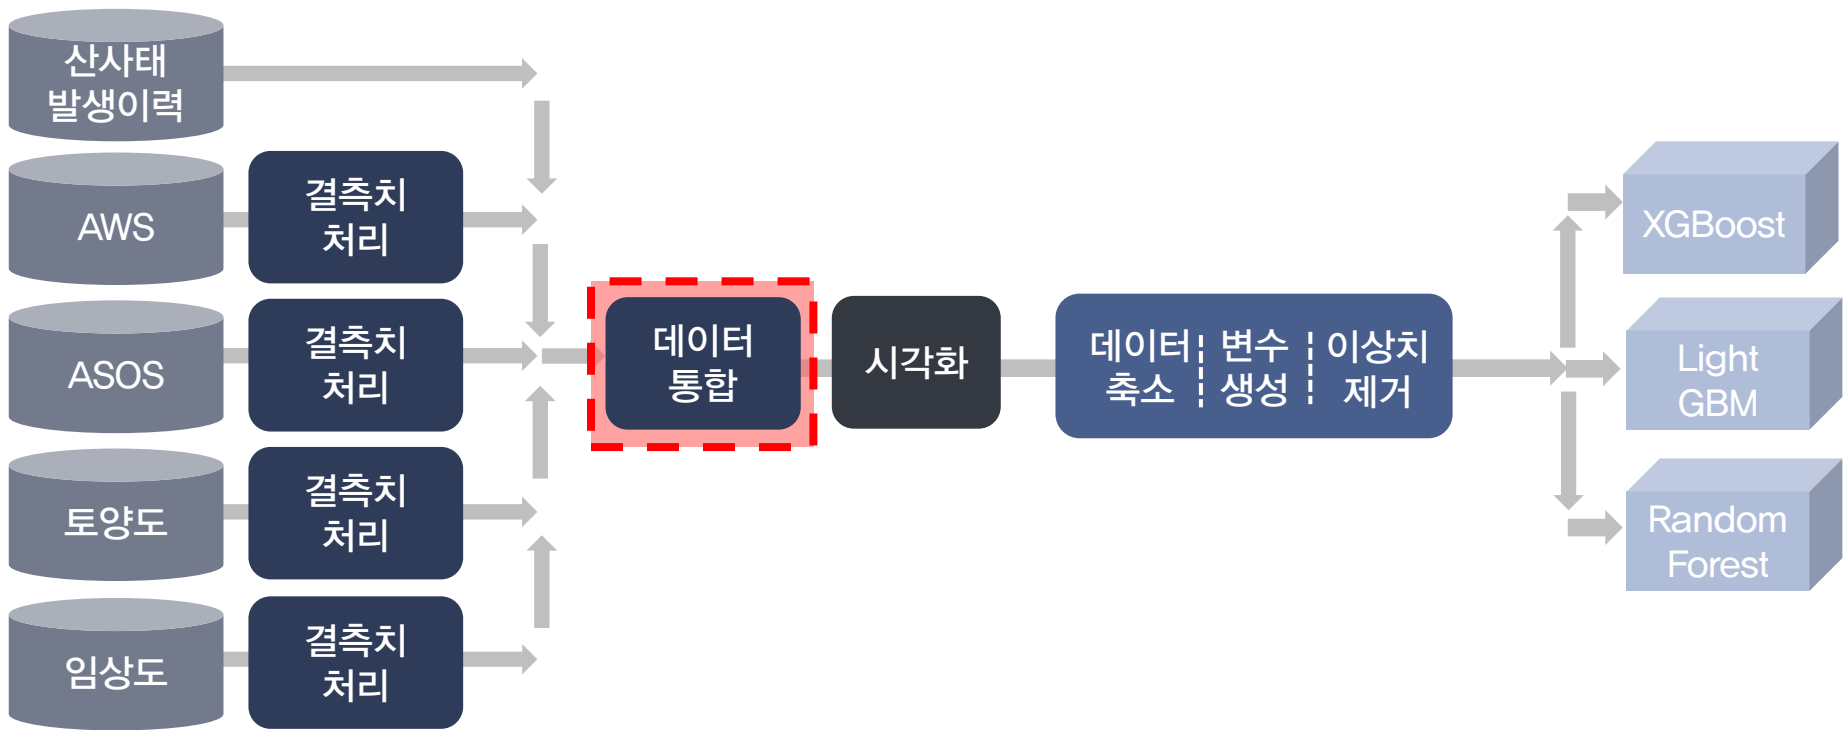 산사태
발생이력
AWS
결측치
처리
ASOS
결측치
처리
토양도
결측치
처리
임상도
결측치
처리
데이터
통합
시각화
데이터
축소
변수
생성
이상치
제거
XGBoost
Light
GBM
Random
Forest